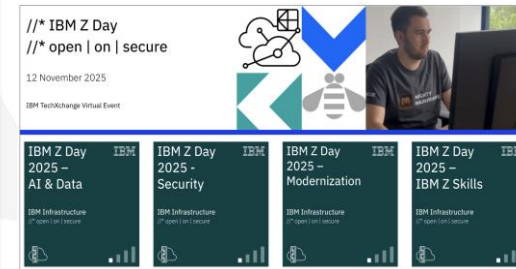 //* IBM Z Day
//* open | on | secure
12 November 2025
IBM TechXchange Virtual Event
IBM Z Day
2025 –
AI & Data
IBM
IBM Infrastructure
//* open | on | secure
IBM Z Day
2025 -
Security
IBM
IBM Infrastructure
//* open | on | secure
IBM Z Day
2025 –
Modernization
IBM
IBM Infrastructure
//* open | on | secure
IBM Z Day
2025 –
IBM Z Skills
IBM Infrastructure
//* open | on | secure